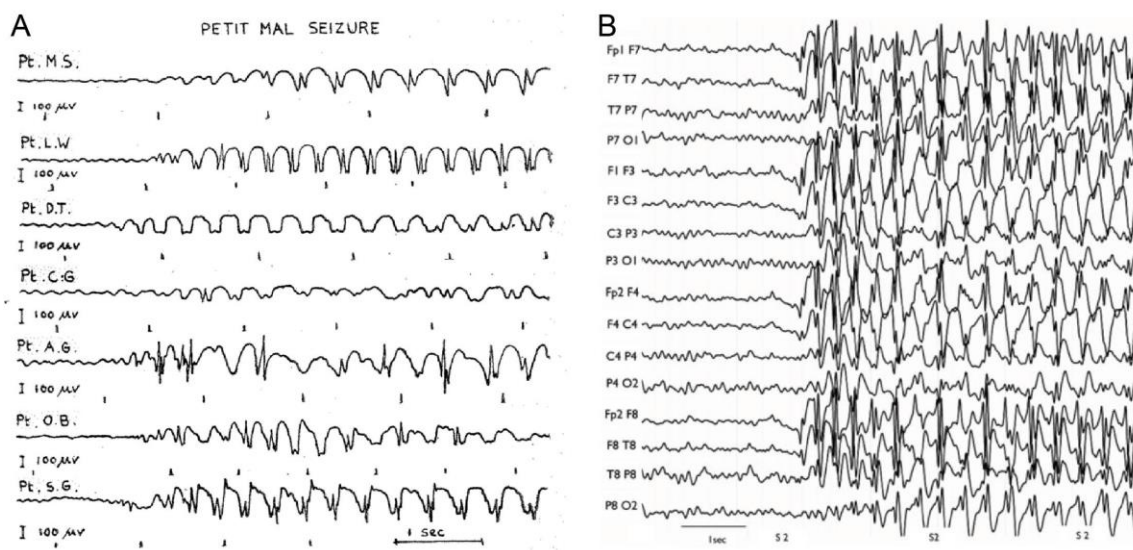 A
PETIT MAL SEIZURE
Pt. M.S.
I 100 μV
Pt. L.W
I 100 μV
Pt. D.T.
I 100 μV
Pt. C.G
I 100 μV
Pt. A.G.
I 100 μV
Pt. O.B.
I 100 μV
Pt. S.G.
I 100 μV
1 sec
B
Fp1 F7
F7 T7
T7 P7
P7 O1
F1 F3
F3 C3
C3 P3
P3 O1
Fp2 F4
F4 C4
C4 P4
P4 O2
Fp2 F8
F8 T8
T8 P8
P8 O2
1sec
S 2
S2
S 2